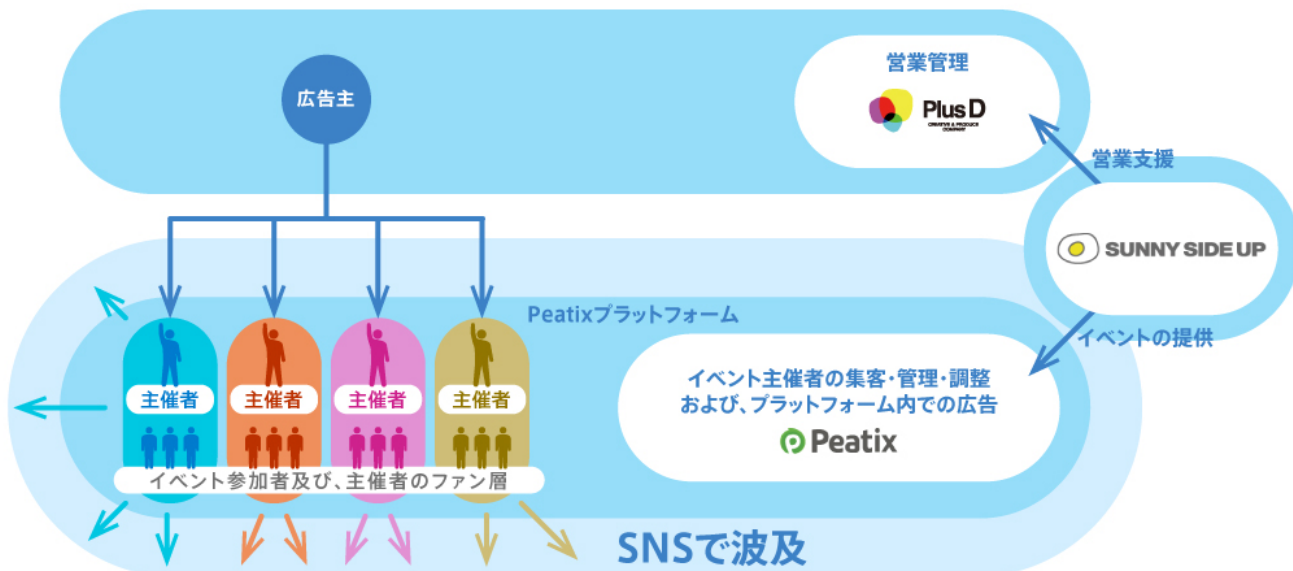 営業管理
Plus D
CREATIVE & PRODUCE
COMPANY
広告主
営業支援
SUNNY SIDE UP
イベントの提供
Peatixプラットフォーム
主催者
主催者
主催者
主催者
イベント参加者及び、主催者のファン層
イベント主催者の集客・管理・調整
および、プラットフォーム内での広告
Peatix
SNSで波及